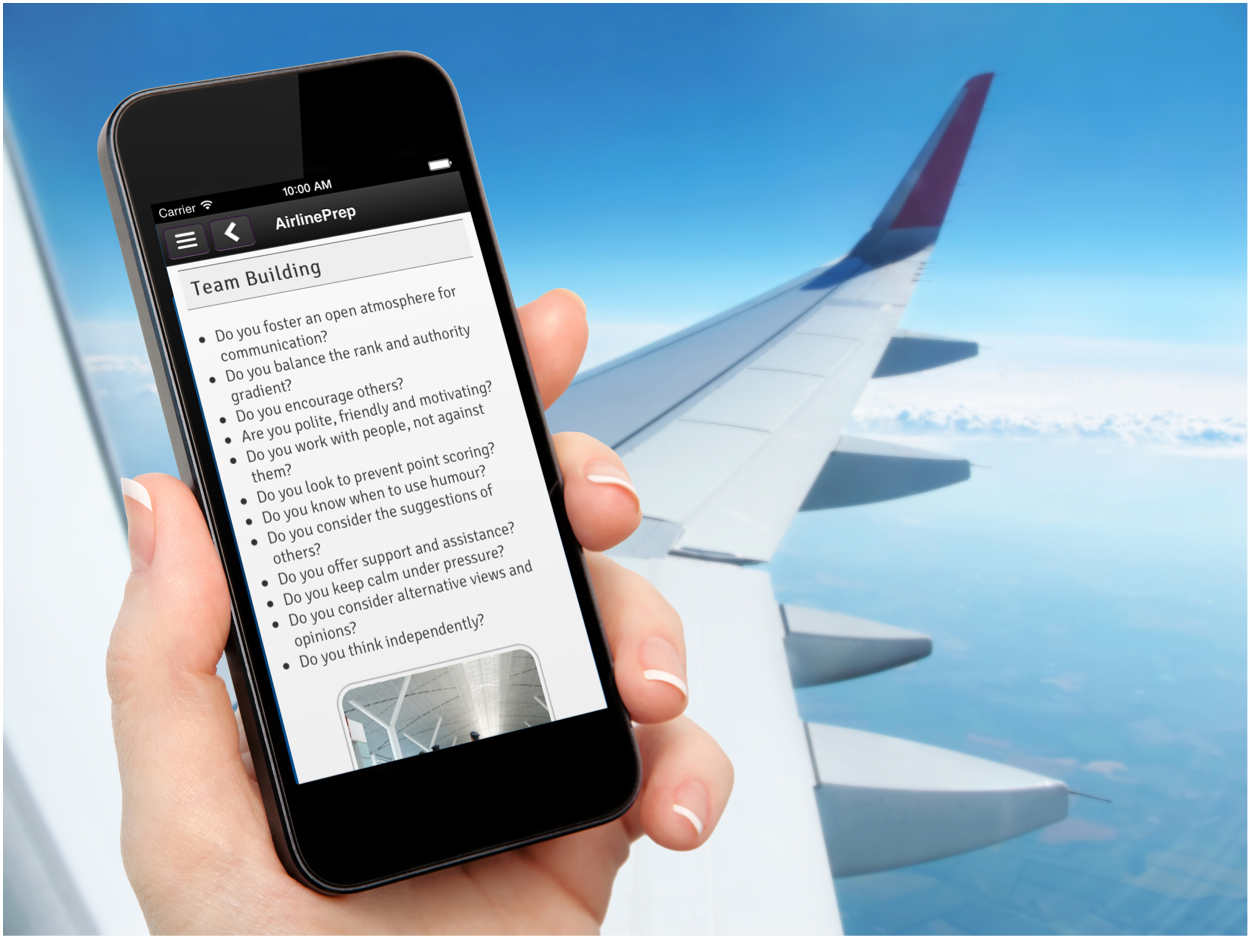 Carrier 10:00 AM
AirlinePrep
Team Building
• Do you foster an open atmosphere for
communication?
• Do you balance the rank and authority
gradient?
• Do you encourage others?
• Are you polite, friendly and motivating?
• Do you work with people, not against
them?
• Do you look to prevent point scoring?
• Do you know when to use humour?
• Do you consider the suggestions of
others?
• Do you offer support and assistance?
• Do you keep calm under pressure?
• Do you consider alternative views and
opinions?
• Do you think independently?